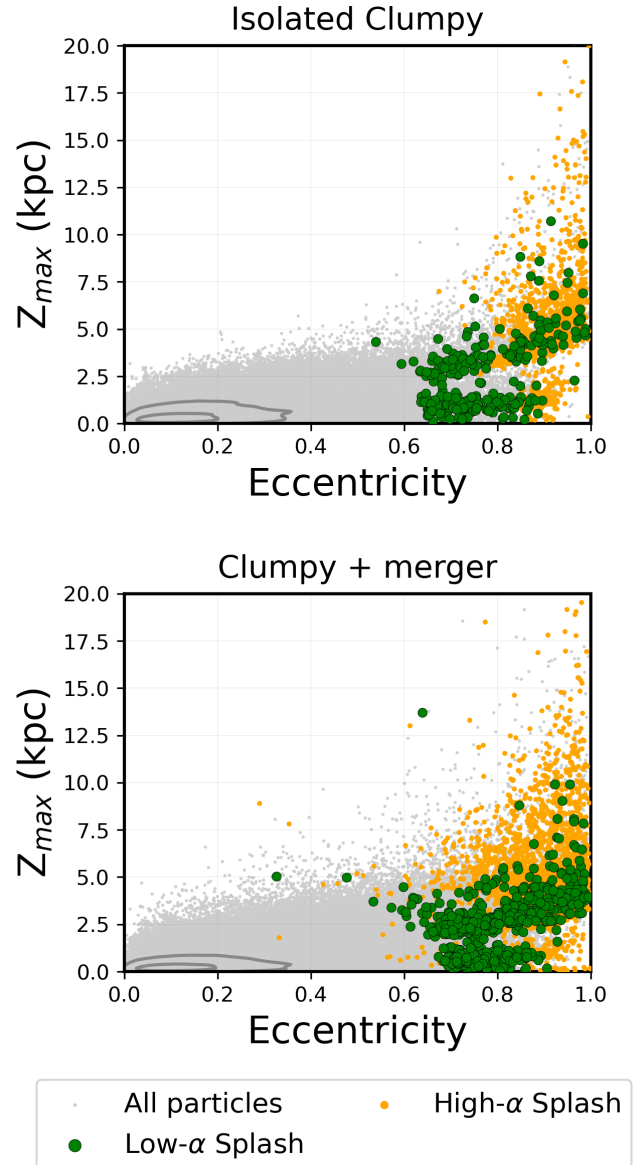 Isolated Clumpy
20.0
17.5
15.0
12.5
10.0
7.5
5.0
2.5
0.0
Z_max (kpc)
0.0 0.2 0.4 0.6 0.8 1.0
Eccentricity
Clumpy + merger
20.0
17.5
15.0
12.5
10.0
7.5
5.0
2.5
0.0
Z_max (kpc)
0.0 0.2 0.4 0.6 0.8 1.0
Eccentricity
All particles High-α Splash
Low-α Splash